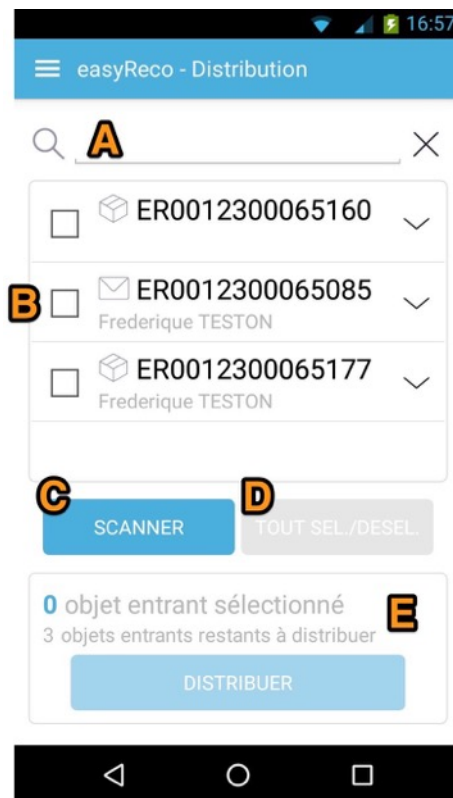 16:57
easyReco - Distribution
A
ER0012300065160
B
ER0012300065085
Frederique TESTON
ER0012300065177
Frederique TESTON
C
D
SCANNER
TOUT SEL./DESEL.
0 objet entrant sélectionné
E
3 objets entrants restants à distribuer
DISTRIBUER